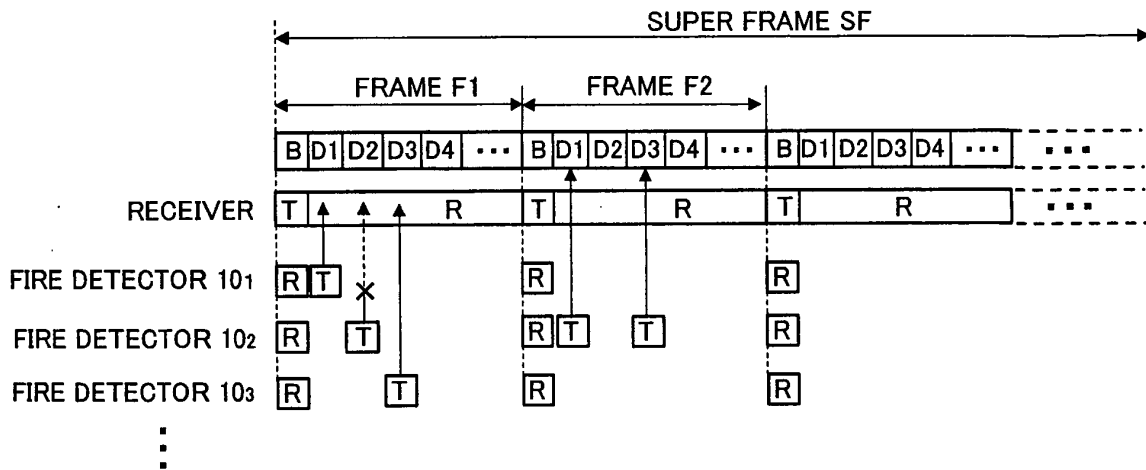 SUPER FRAME SF
FRAME F1 FRAME F2
B D1 D2 D3 D4 ··· B D1 D2 D3 D4 ··· B D1 D2 D3 D4 ··· ···
RECEIVER T R T R T R ···
FIRE DETECTOR 10₁ R T R R
FIRE DETECTOR 10₂ R T R T T R
FIRE DETECTOR 10₃ R T R R